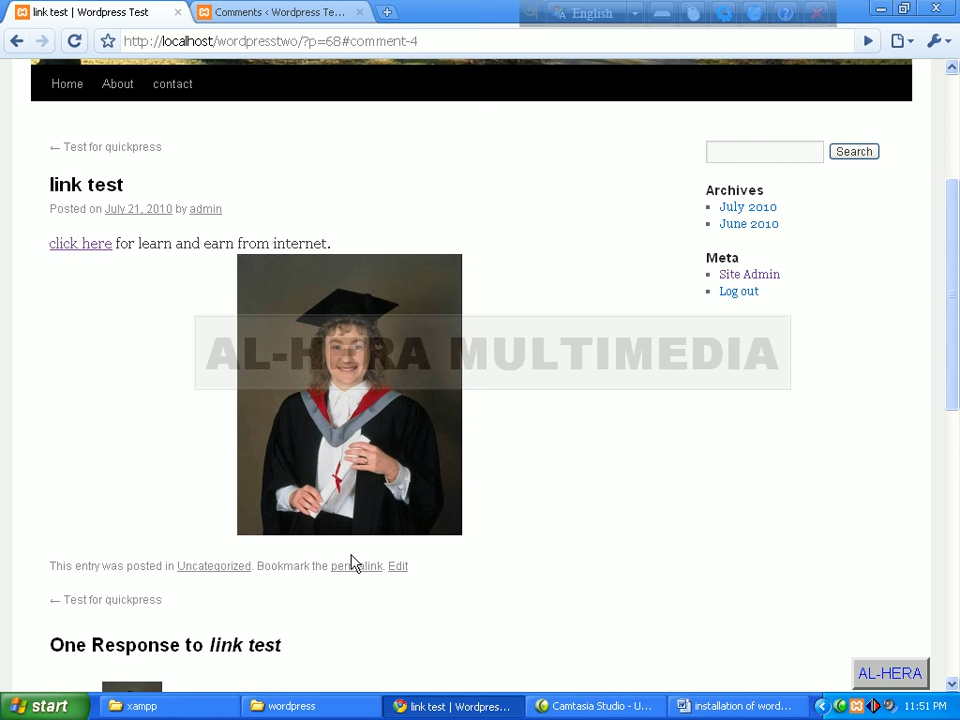 link test | Wordpress Test
Comments ‹ Wordpress Te...
English
http://localhost/wordpresstwo/?p=68#comment-4
Home About contact
← Test for quickpress
Search
link test
Posted on July 21, 2010 by admin
Archives
July 2010
June 2010
click here for learn and earn from internet.
Meta
Site Admin
Log out
AL-HERA MULTIMEDIA
This entry was posted in Uncategorized. Bookmark the permalink. Edit
← Test for quickpress
One Response to link test
AL-HERA
start xampp wordpress link test | Wordpres... Camtasia Studio - U... installation of word... 11:51 PM